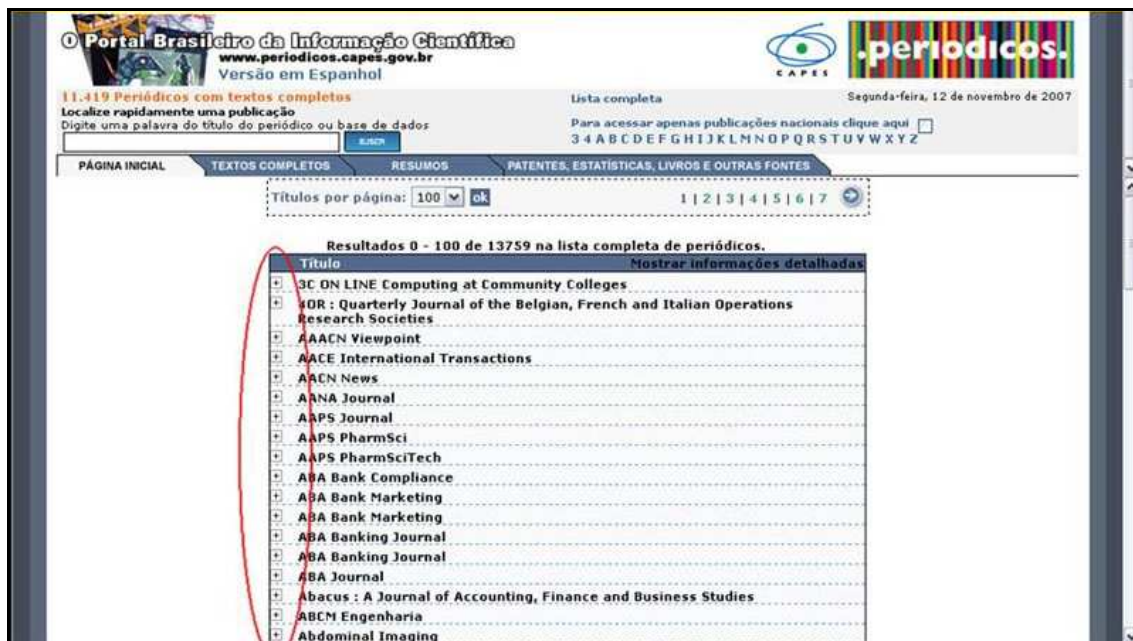 O Portal Brasileiro da Informação Científica
www.periodicos.capes.gov.br
Versão em Espanhol
CAPES
.periodicos.
11.419 Periódicos com textos completos
Localize rapidamente uma publicação
Digite uma palavra do título do periódico ou base de dados
BUSCAR
Lista completa
Segunda-feira, 12 de novembro de 2007
Para acessar apenas publicações nacionais clique aqui
3 4 A B C D E F G H I J K L M N O P Q R S T U V W X Y Z
PÁGINA INICIAL TEXTOS COMPLETOS RESUMOS PATENTES, ESTATÍSTICAS, LIVROS E OUTRAS FONTES
Títulos por página: 100 ok 1 | 2 | 3 | 4 | 5 | 6 | 7
Resultados 0 - 100 de 13759 na lista completa de periódicos.
Título Mostrar informações detalhadas
3C ON LINE Computing at Community Colleges
4OR : Quarterly Journal of the Belgian, French and Italian Operations
Research Societies
AAACN Viewpoint
AACE International Transactions
AACN News
AANA Journal
AAPS Journal
AAPS PharmSci
AAPS PharmSciTech
ABA Bank Compliance
ABA Bank Marketing
ABA Bank Marketing
ABA Banking Journal
ABA Banking Journal
ABA Journal
Abacus : A Journal of Accounting, Finance and Business Studies
ABCM Engenharia
Abdominal Imaging